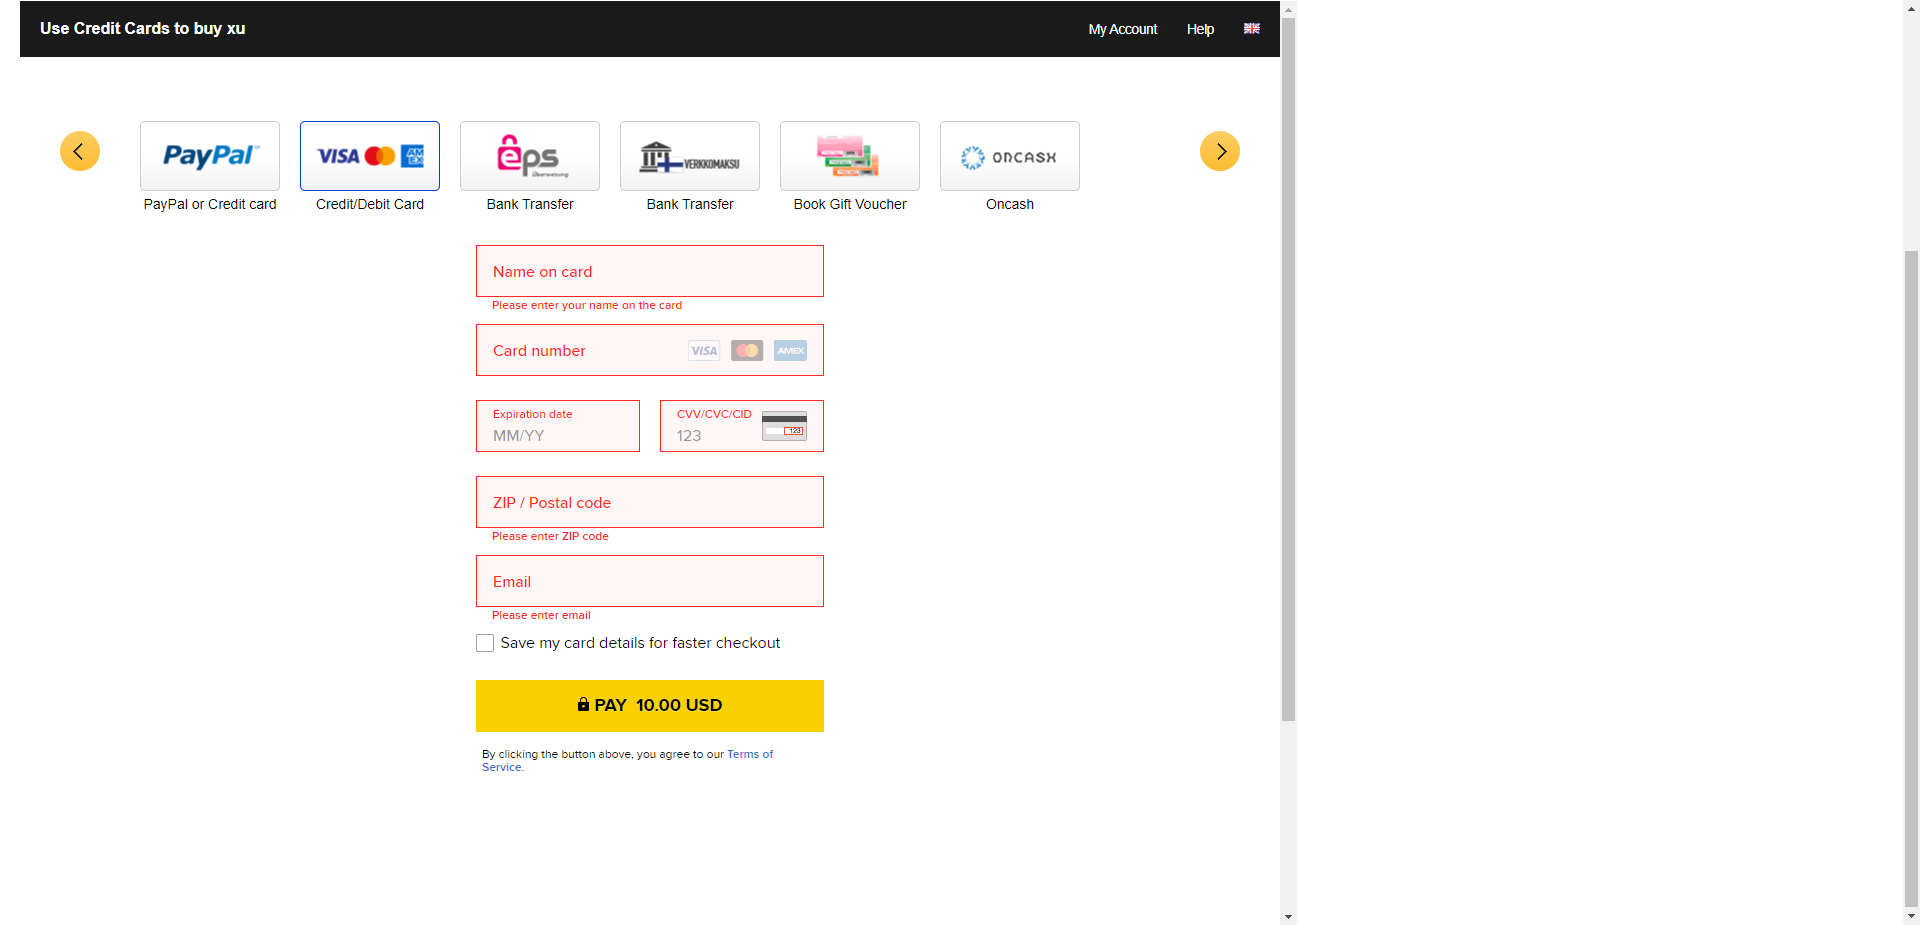 Use Credit Cards to buy xu
My Account Help
PayPal™ VISA AM EX eps Überweisung VERKKOMAKSU ONCASH
PayPal or Credit card Credit/Debit Card Bank Transfer Bank Transfer Book Gift Voucher Oncash
Name on card
Please enter your name on the card
Card number VISA AMEX
Expiration date CVV/CVC/CID
MM/YY 123 123
ZIP / Postal code
Please enter ZIP code
Email
Please enter email
Save my card details for faster checkout
PAY 10.00 USD
By clicking the button above, you agree to our Terms of
Service.